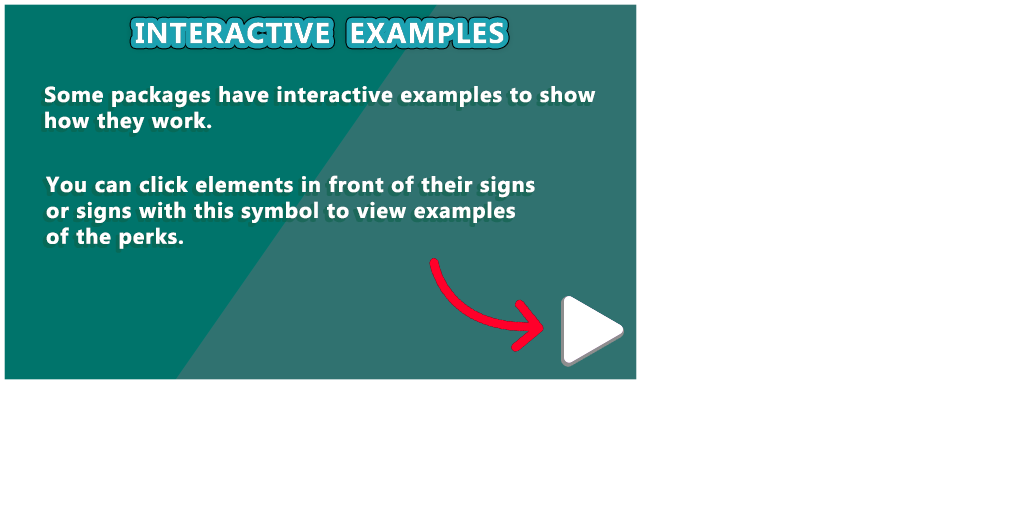 INTERACTIVE EXAMPLES
Some packages have interactive examples to show
how they work.
You can click elements in front of their signs
or signs with this symbol to view examples
of the perks.